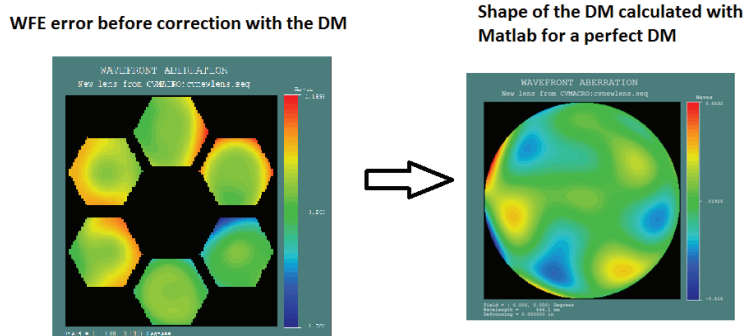 WFE error before correction with the DM
Shape of the DM calculated with
Matlab for a perfect DM
WAVEFRONT ABERRATION
New lens from CVMACRO:cvnewlens.seq
WAVEFRONT ABERRATION
New lens from CVMACRO:cvnewlens.seq
Waves
Field = ( 0.000, 0.000) Degrees
Wavelength = nm
Defocusing = 0.000000 in